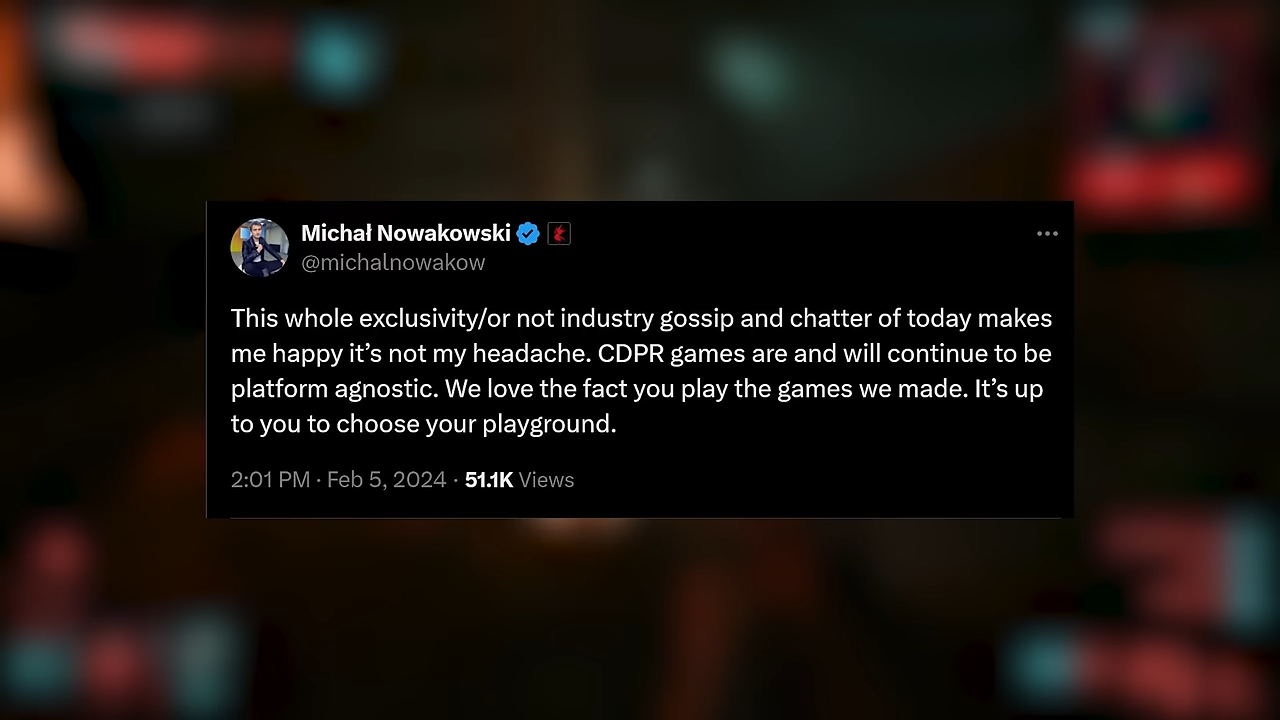 Michał Nowakowski
@michalnowakow
This whole exclusivity/or not industry gossip and chatter of today makes
me happy it’s not my headache. CDPR games are and will continue to be
platform agnostic. We love the fact you play the games we made. It’s up
to you to choose your playground.
2:01 PM · Feb 5, 2024 · 51.1K Views